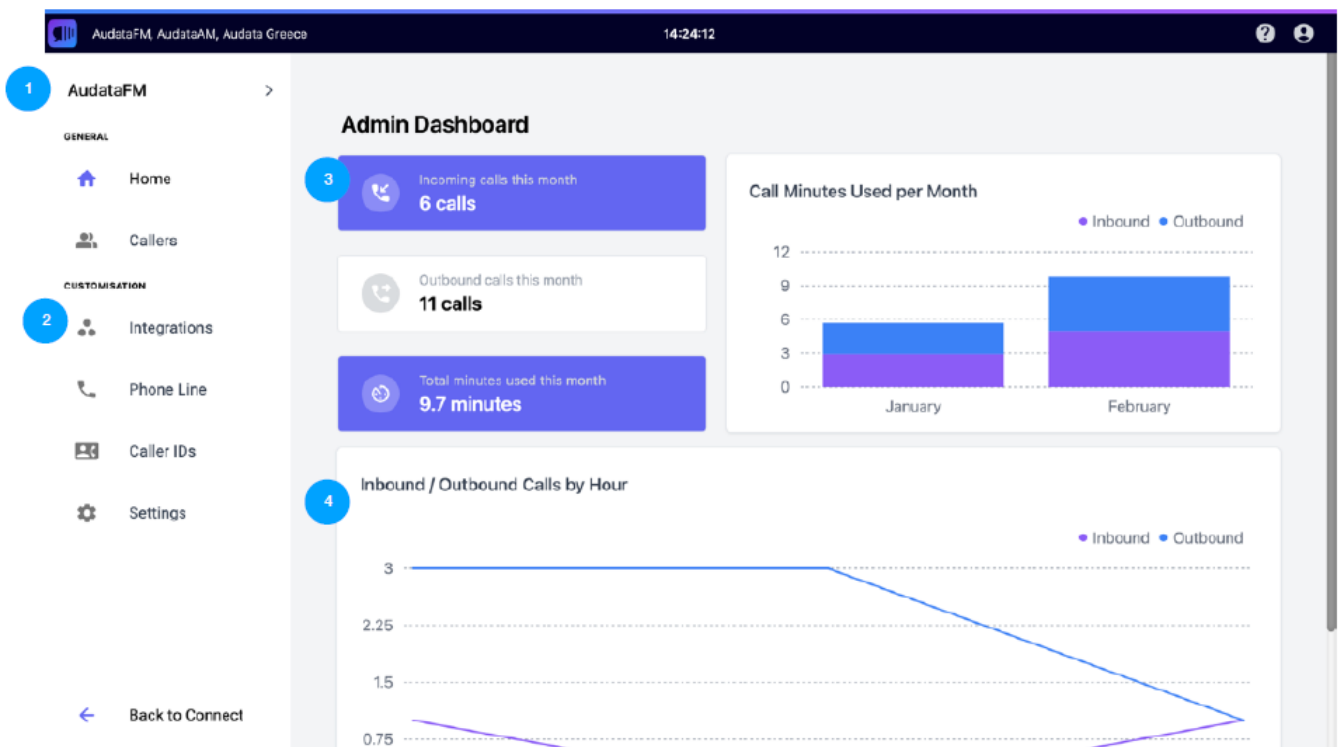 AudataFM, AudataAM, Audata Greece
14:24:12
1
AudataFM
GENERAL
Home
Callers
CUSTOMISATION
2
Integrations
Phone Line
Caller IDs
Settings
Back to Connect
Admin Dashboard
3
Incoming calls this month
6 calls
Outbound calls this month
11 calls
Total minutes used this month
9.7 minutes
Call Minutes Used per Month
Inbound Outbound
12
9
6
3
0
January February
4
Inbound / Outbound Calls by Hour
Inbound Outbound
3
2.25
1.5
0.75